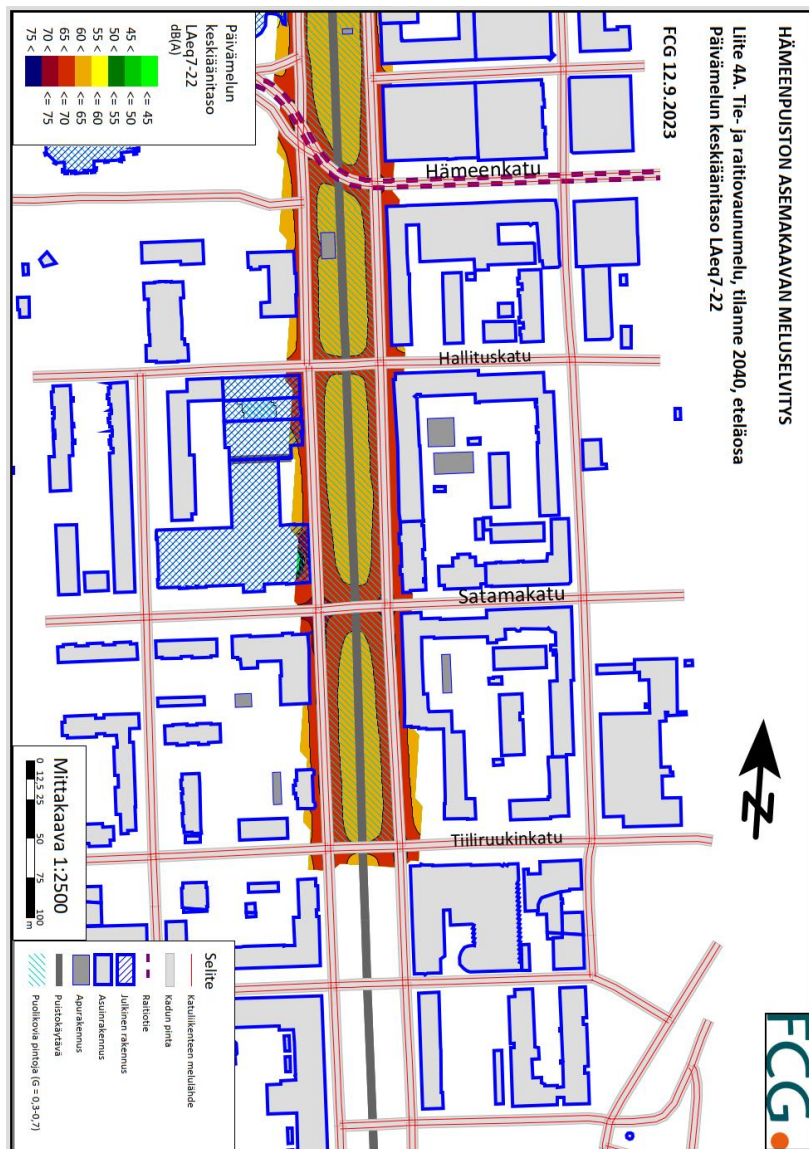 HÄMEENPUISTON ASEMAKAAVAN MELUSELVITYS
Liite 4A. Tie- ja raitiovaunumelu, tilanne 2040, eteläosa
Päivämelun keskiäänitaso LAeq7-22
FCG 12.9.2023
FCG
N
Hämeenkatu
Hallituskatu
Satamakatu
Tiiliruukinkatu
Päivämelun
keskiäänitaso
LAeq7-22
dB(A)
<= 45
45 < <= 50
50 < <= 55
55 < <= 60
60 < <= 65
65 < <= 70
70 < <= 75
75 <
Mittakaava 1:2500
0 12,5 25 50 75 100
m
Selite
Katuliikenteen melulähde
Kadun pinta
Raitiotie
Julkinen rakennus
Asuinrakennus
Apurakennus
Puistokäytävä
Puolikovia pintoja (G = 0,3-0,7)